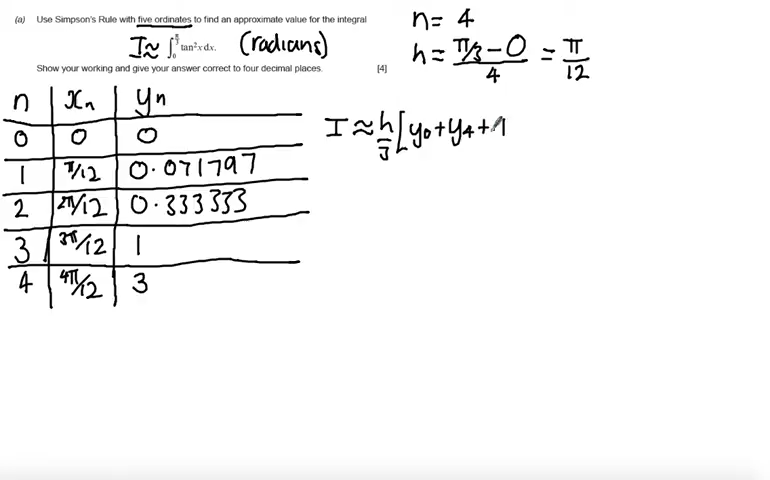 (a) Use Simpson's Rule with five ordinates to find an approximate value for the integral
I≈ ∫₀^(π/3) tan²x dx. (radians)
Show your working and give your answer correct to four decimal places. [4]
n = 4
h = (π/3 − 0)/4 = π/12
n xn yn
0 0 0
1 π/12 0.071797
2 2π/12 0.333333
3 3π/12 1
4 4π/12 3
I ≈ h/3 [y0 + y4 +